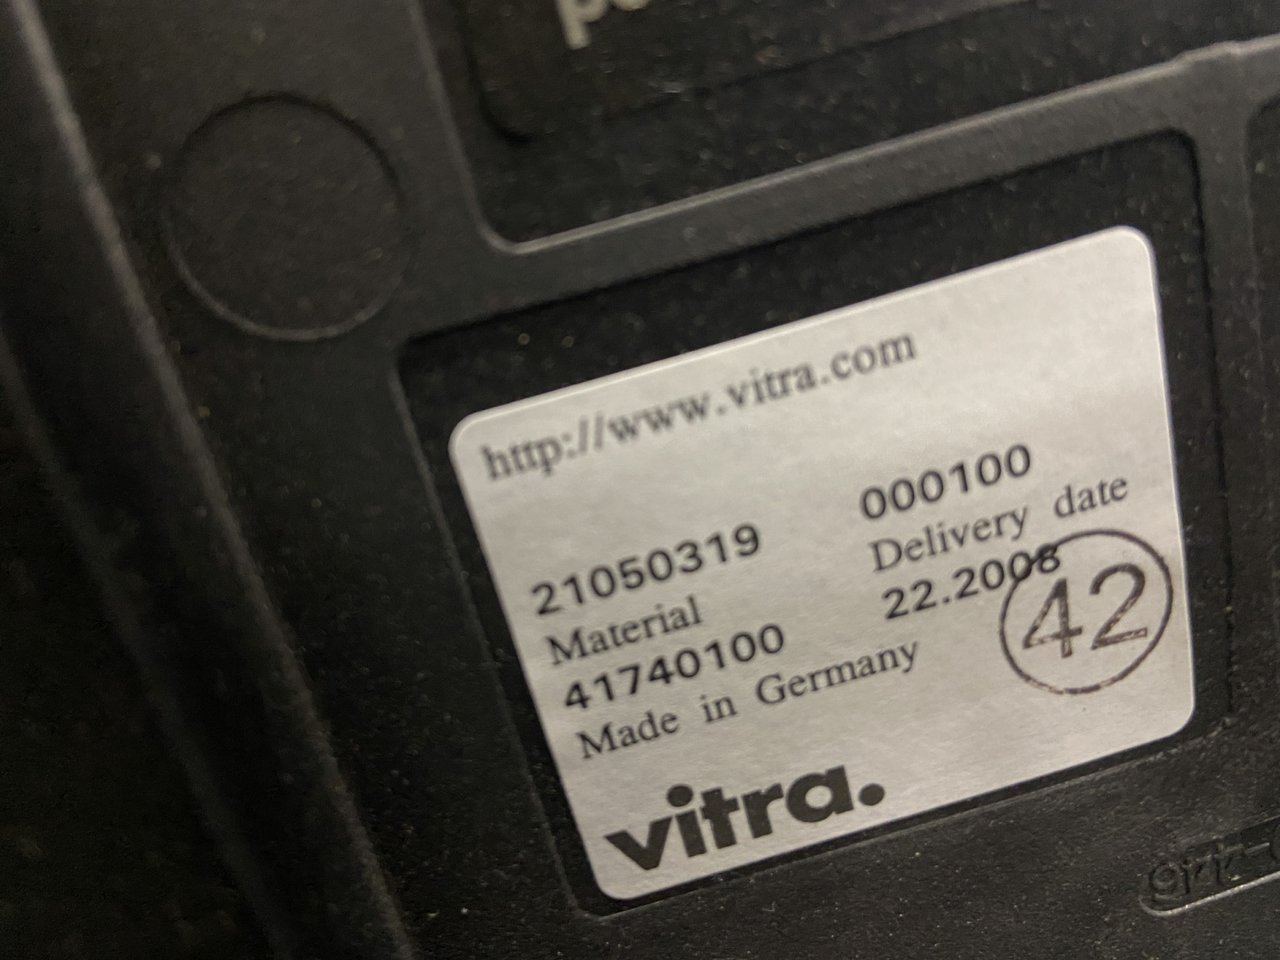 http://www.vitra.com
21050319 000100
Material Delivery date
41740100 22.2008
Made in Germany
42
vitra.